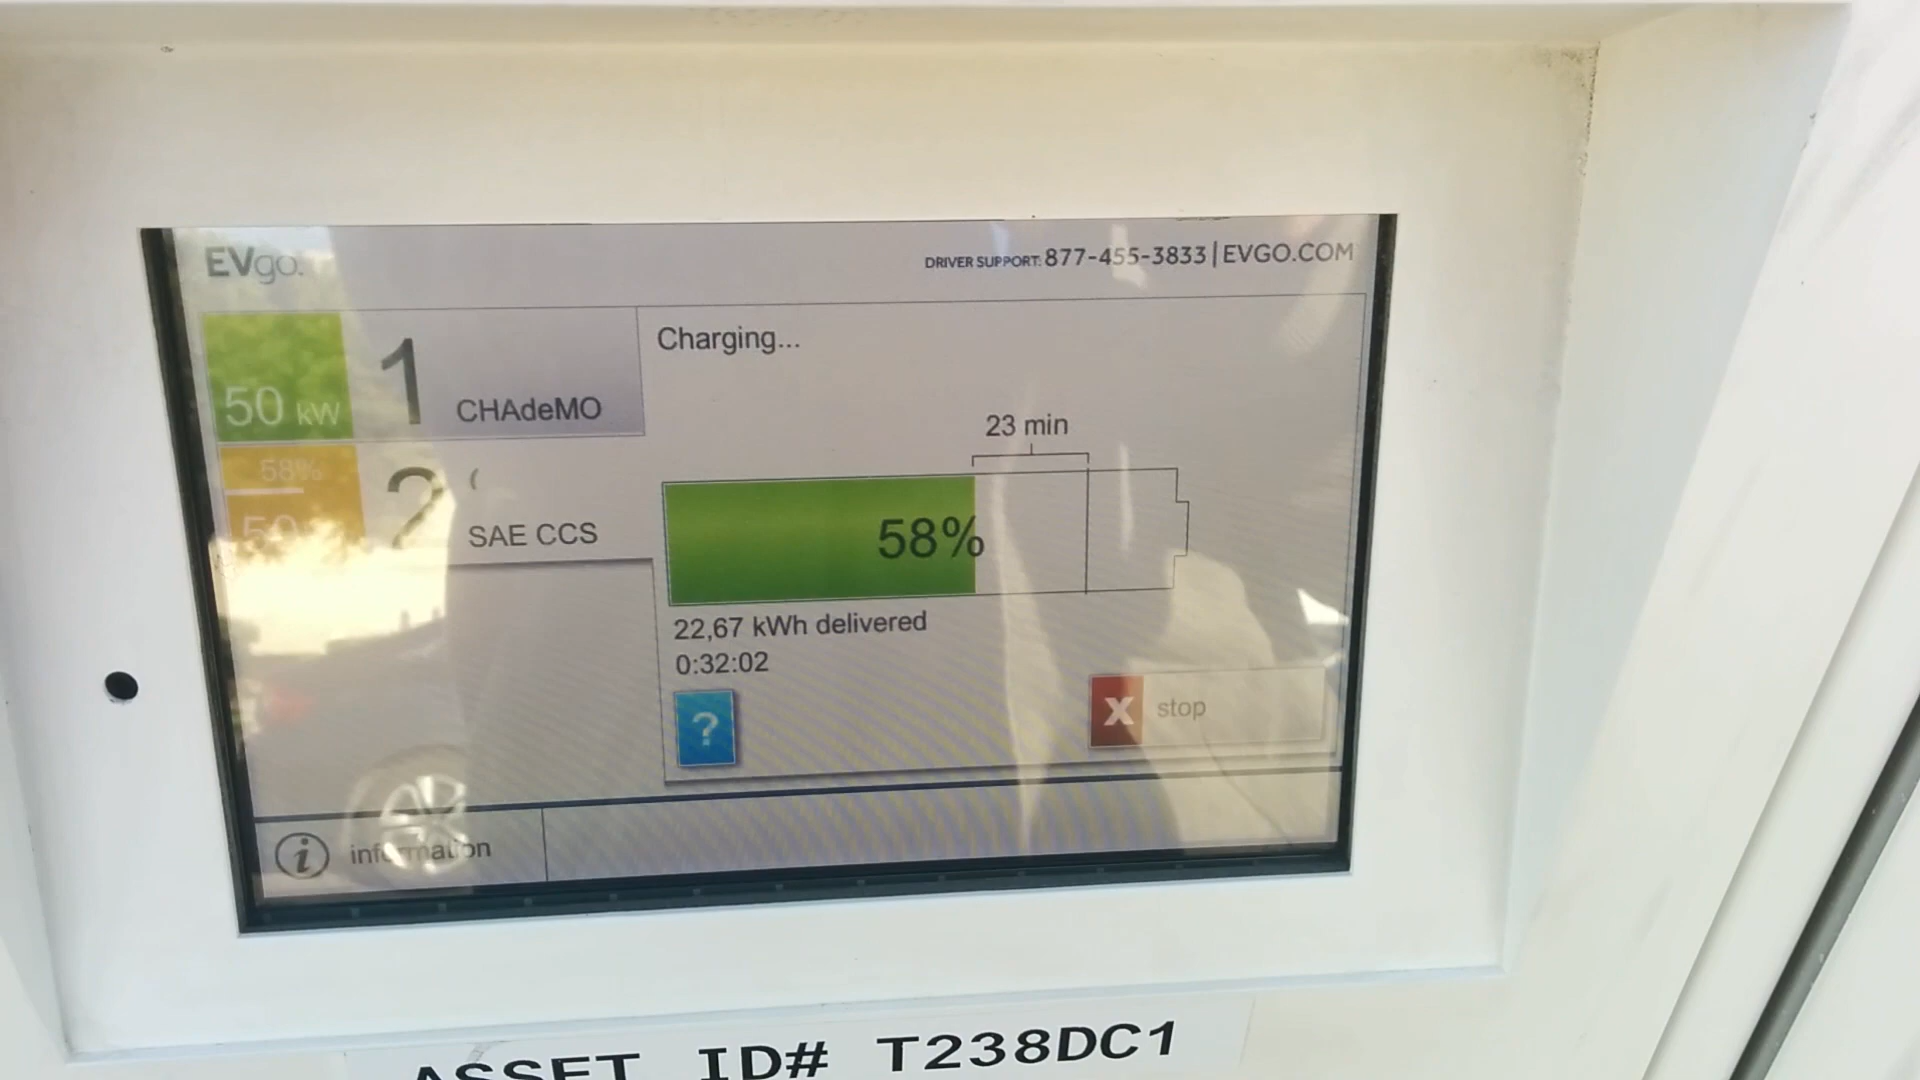 EVgo.
DRIVER SUPPORT: 877-455-3833 | EVGO.COM
50 kW
1 CHAdeMO
58%
50
2 SAE CCS
Charging...
23 min
58%
22,67 kWh delivered
0:32:02
?
X stop
i information
ASSET ID# T238DC1